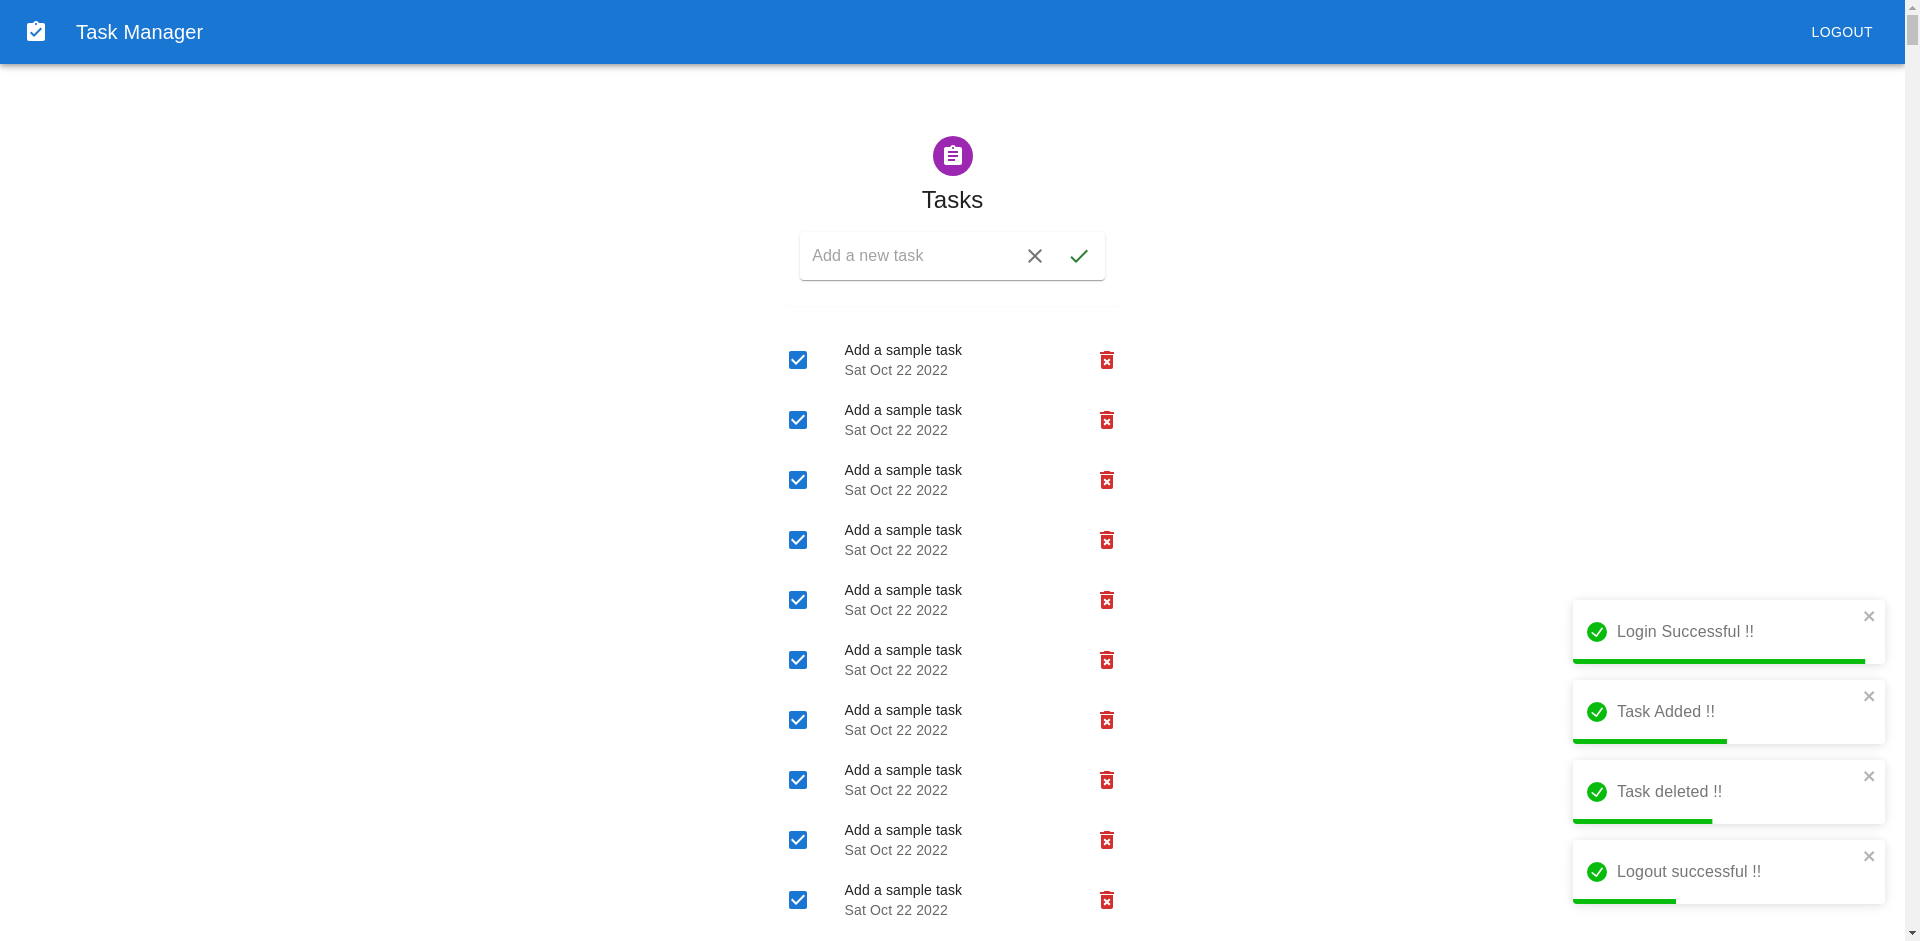 Task Manager
LOGOUT
Tasks
Add a new task
Add a sample task
Sat Oct 22 2022
Add a sample task
Sat Oct 22 2022
Add a sample task
Sat Oct 22 2022
Add a sample task
Sat Oct 22 2022
Add a sample task
Sat Oct 22 2022
Add a sample task
Sat Oct 22 2022
Add a sample task
Sat Oct 22 2022
Add a sample task
Sat Oct 22 2022
Add a sample task
Sat Oct 22 2022
Add a sample task
Sat Oct 22 2022
Login Successful !!
Task Added !!
Task deleted !!
Logout successful !!